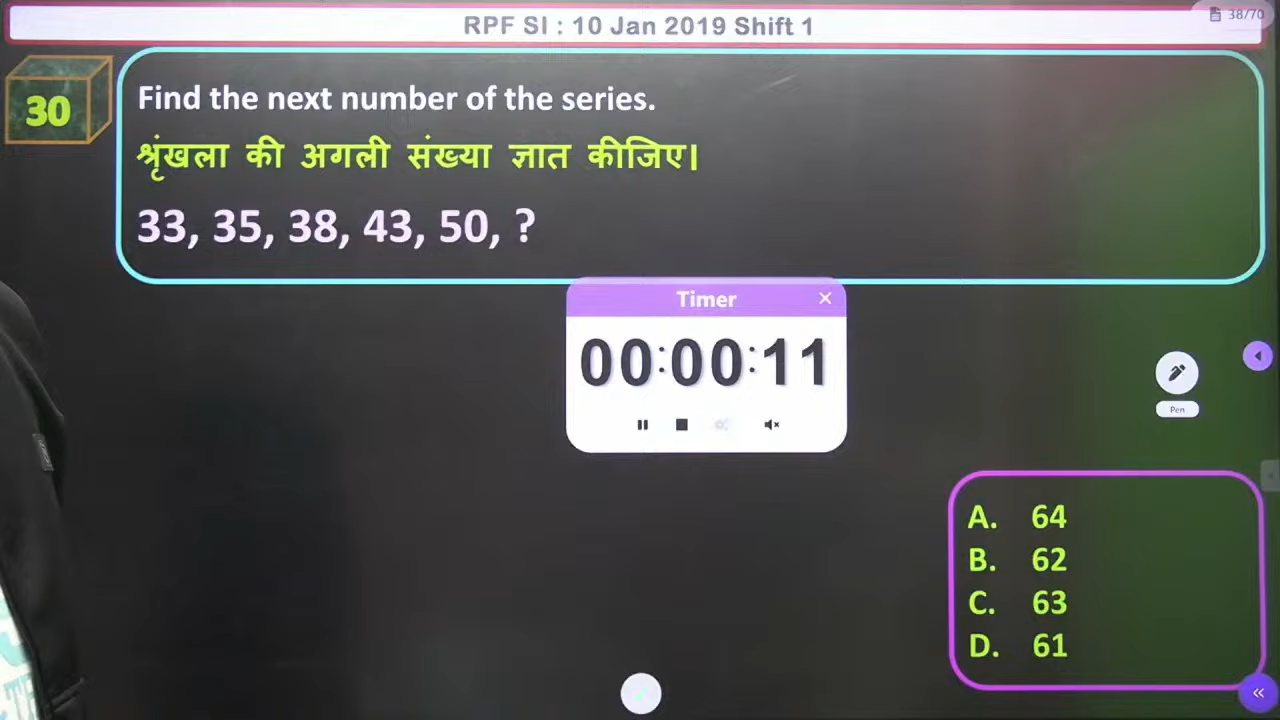 RPF SI : 10 Jan 2019 Shift 1
38/70
30
Find the next number of the series.
श्रृंखला की अगली संख्या ज्ञात कीजिए।
33, 35, 38, 43, 50, ?
Timer
00:00:11
Pen
A. 64
B. 62
C. 63
D. 61